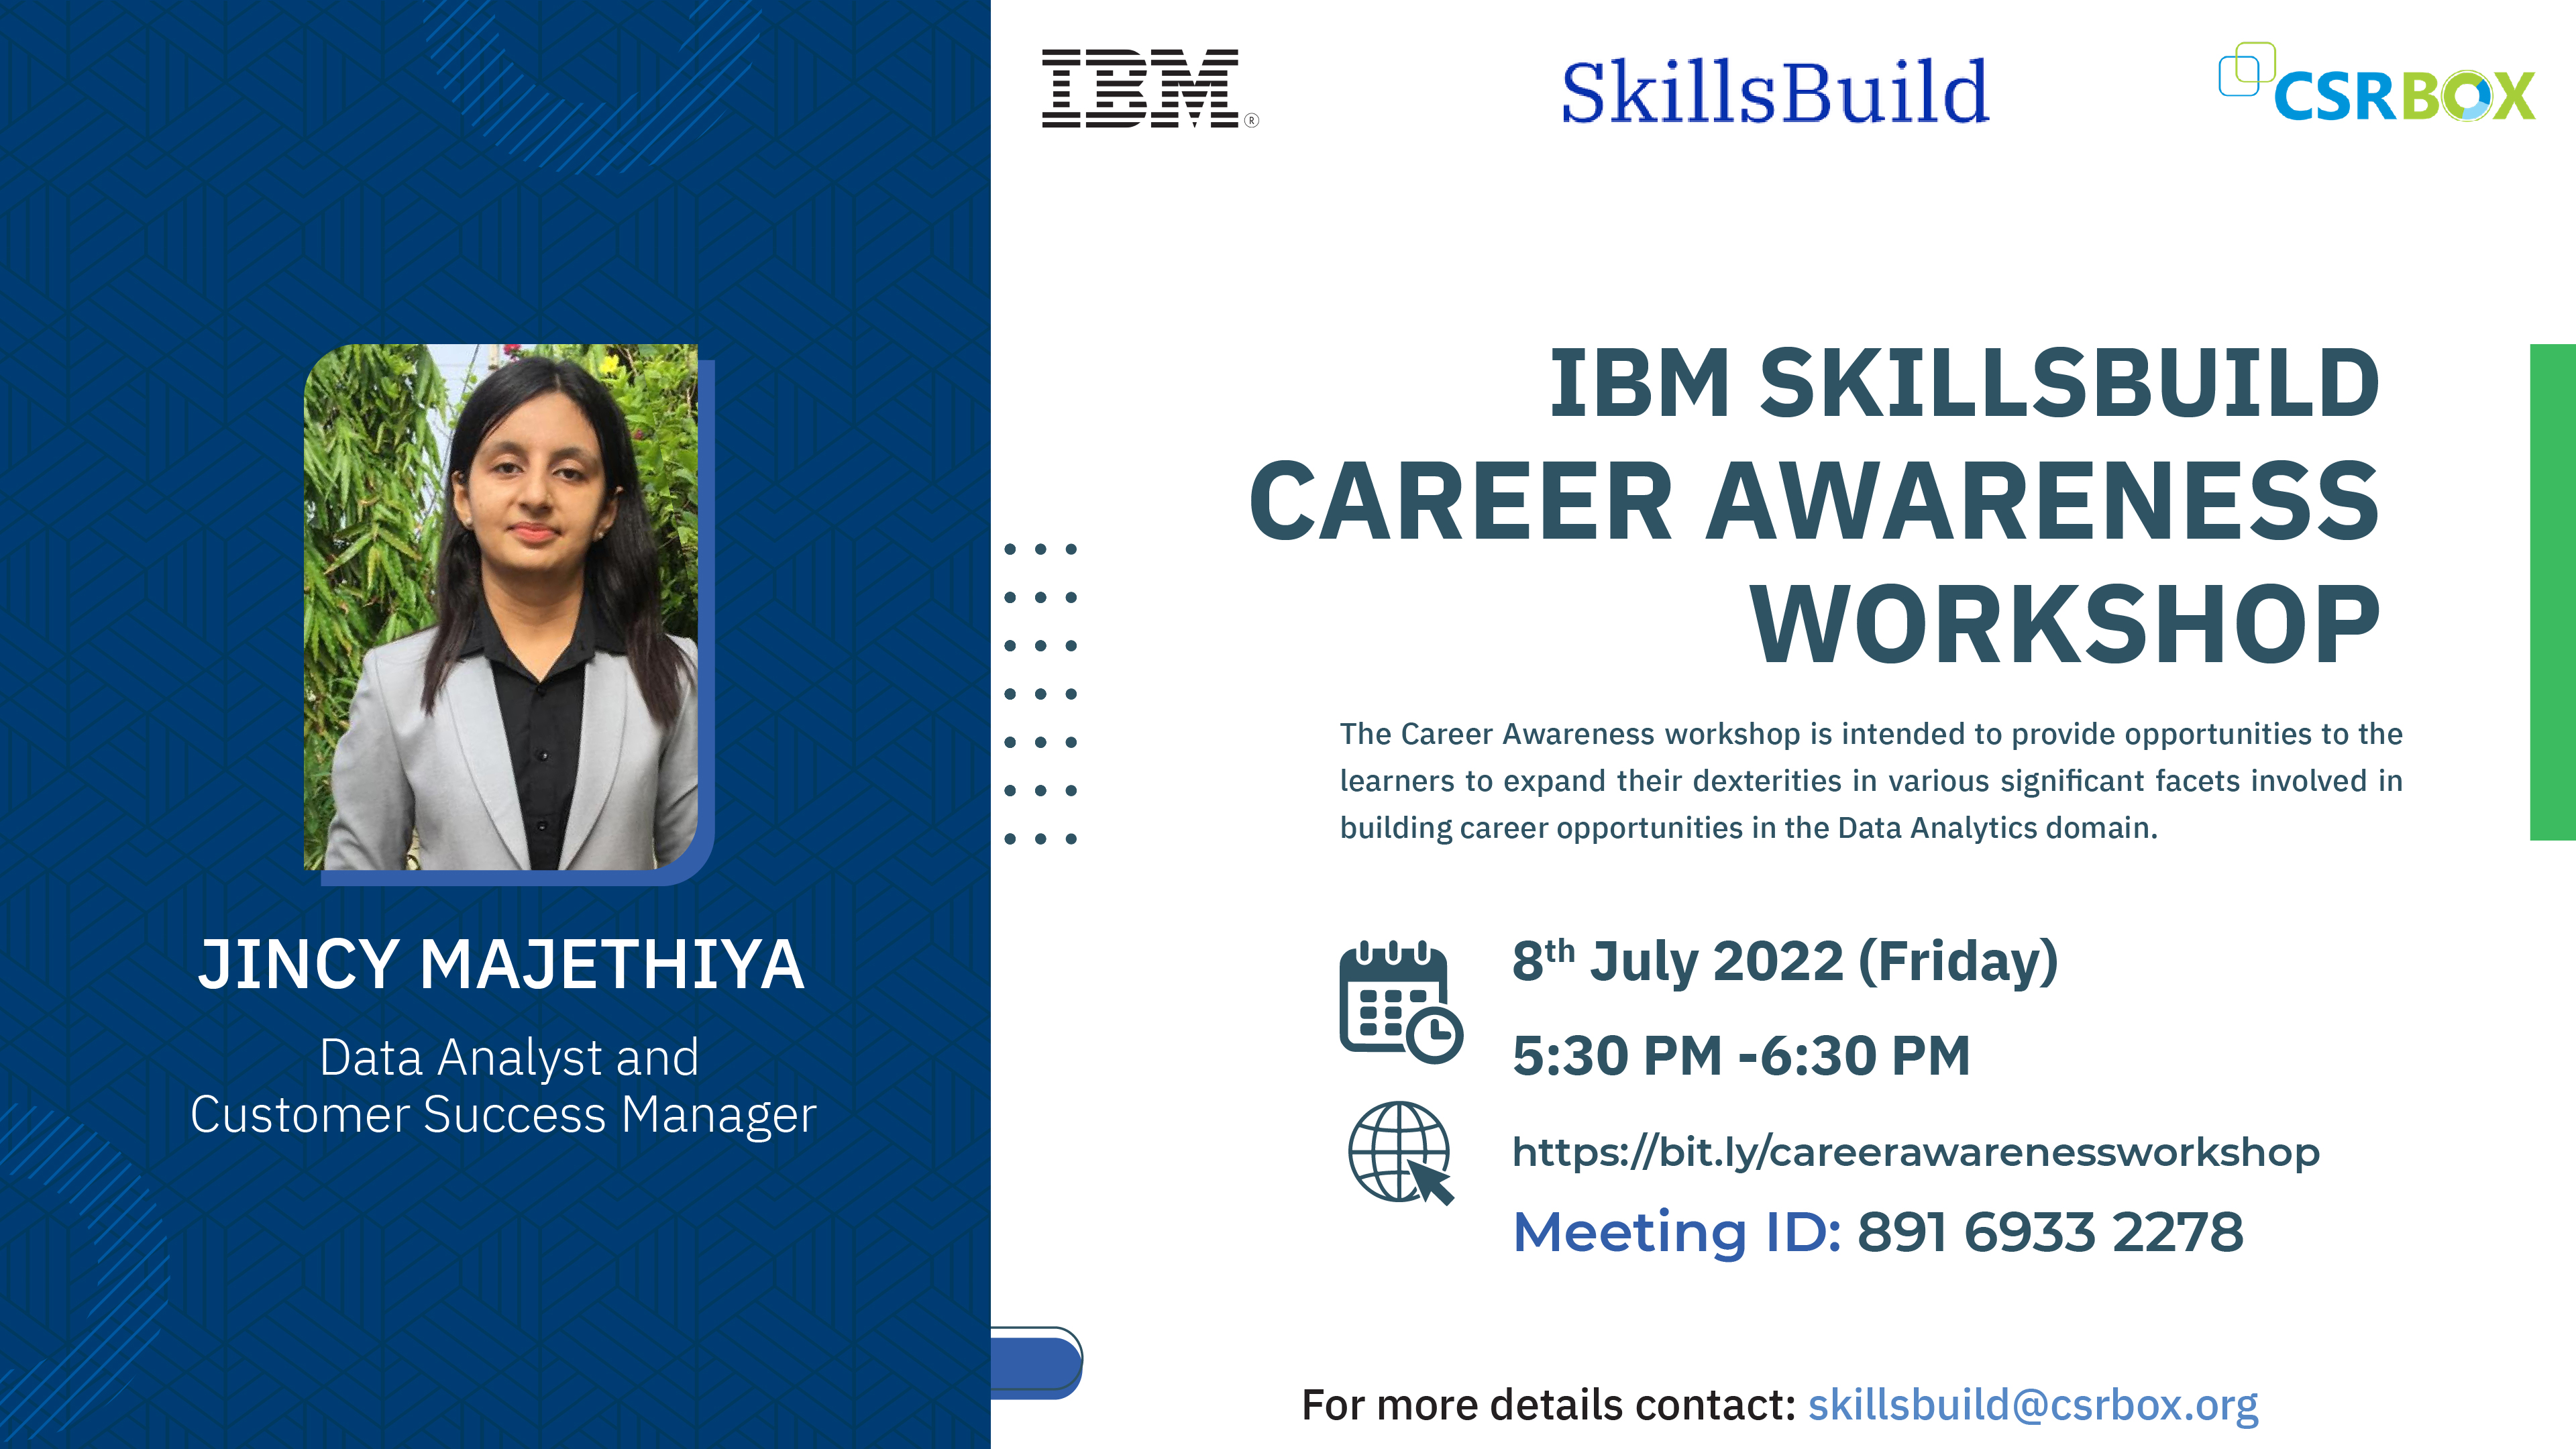 IBM®
SkillsBuild
CSRBOX
IBM SKILLSBUILD
CAREER AWARENESS
WORKSHOP
The Career Awareness workshop is intended to provide opportunities to the
learners to expand their dexterities in various significant facets involved in
building career opportunities in the Data Analytics domain.
JINCY MAJETHIYA
Data Analyst and
Customer Success Manager
8th July 2022 (Friday)
5:30 PM -6:30 PM
https://bit.ly/careerawarenessworkshop
Meeting ID: 891 6933 2278
For more details contact: skillsbuild@csrbox.org